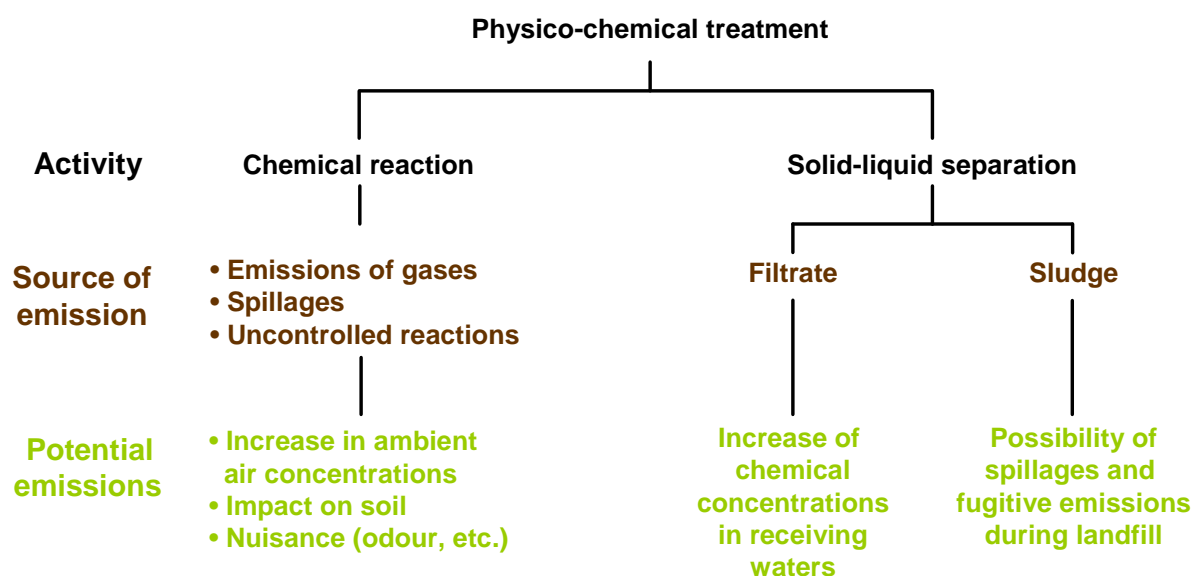 Physico-chemical treatment
Activity
Chemical reaction
Solid-liquid separation
Source of
emission
• Emissions of gases
• Spillages
• Uncontrolled reactions
Filtrate
Sludge
Potential
emissions
• Increase in ambient
air concentrations
• Impact on soil
• Nuisance (odour, etc.)
Increase of
chemical
concentrations
in receiving
waters
Possibility of
spillages and
fugitive emissions
during landfill